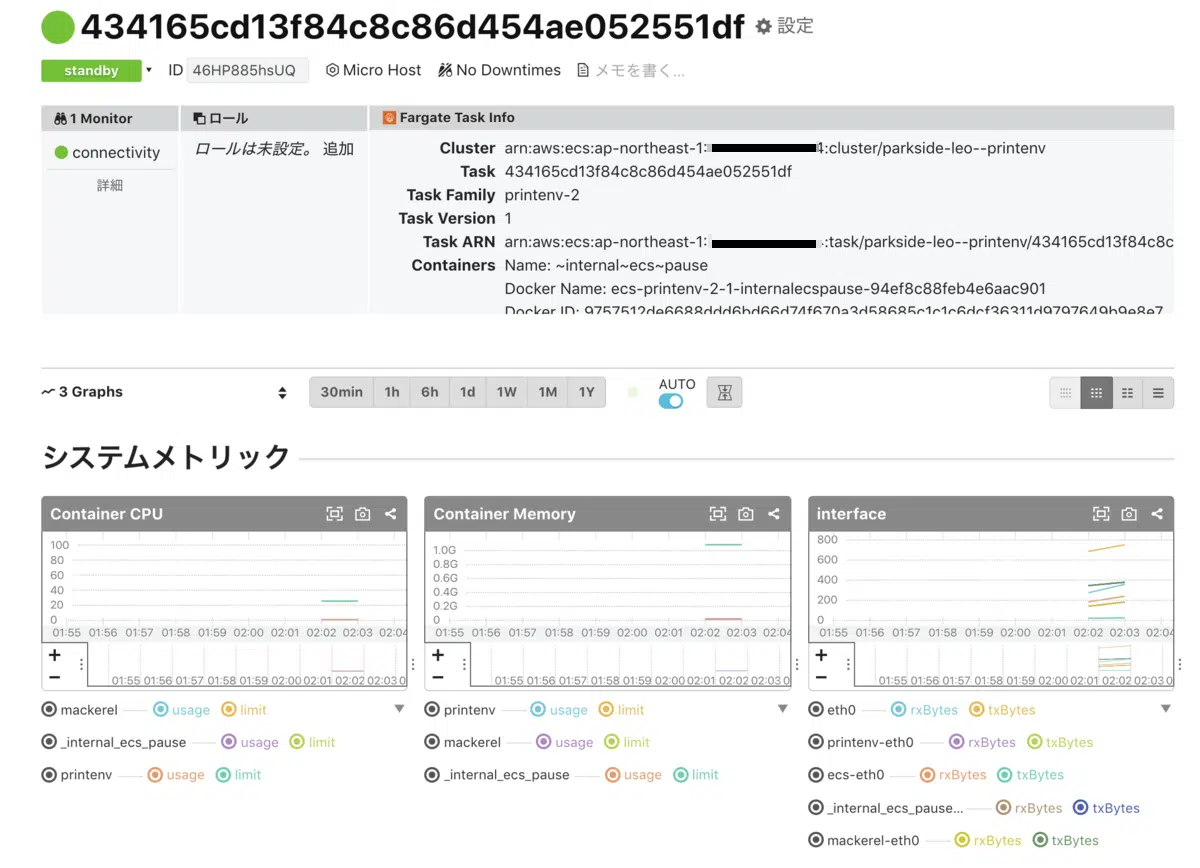 434165cd13f84c8c86d454ae052551df 設定
standby ID 46HP885hsUQ Micro Host No Downtimes メモを書く...
1 Monitor
connectivity
詳細
ロール
ロールは未設定。 追加
Fargate Task Info
Cluster arn:aws:ecs:ap-northeast-1: :cluster/parkside-leo--printenv
Task 434165cd13f84c8c86d454ae052551df
Task Family printenv-2
Task Version 1
Task ARN arn:aws:ecs:ap-northeast-1: :task/parkside-leo--printenv/434165cd13f84c8c
Containers Name: ~internal~ecs~pause
Docker Name: ecs-printenv-2-1-internalecspause-94ef8c88feb4e6aac901
Docker ID: 9757512de6688ddd6bd66d74f670a3d58685c1c1c6dcf36311d9797649b9e8e7
3 Graphs 30min 1h 6h 1d 1W 1M 1Y AUTO
システムメトリック
Container CPU
100
80
60
40
20
0
01:55 01:56 01:57 01:58 01:59 02:00 02:01 02:02 02:03 02:04
+
−
01:55 01:56 01:57 01:58 01:59 02:00 02:01 02:02 02:03 0
mackerel usage limit
_internal_ecs_pause usage limit
printenv usage limit
Container Memory
1.0G
0.8G
0.6G
0.4G
0.2G
0
01:55 01:56 01:57 01:58 01:59 02:00 02:01 02:02 02:03 02:04
+
−
01:55 01:56 01:57 01:58 01:59 02:00 02:01 02:02 02:03 0
printenv usage limit
mackerel usage limit
_internal_ecs_pause usage limit
interface
800
600
400
200
0
01:55 01:56 01:57 01:58 01:59 02:00 02:01 02:02 02:03 02:04
+
−
01:55 01:56 01:57 01:58 01:59 02:00 02:01 02:02 02:03 0
eth0 rxBytes txBytes
printenv-eth0 rxBytes txBytes
ecs-eth0 rxBytes txBytes
_internal_ecs_pause... rxBytes txBytes
mackerel-eth0 rxBytes txBytes